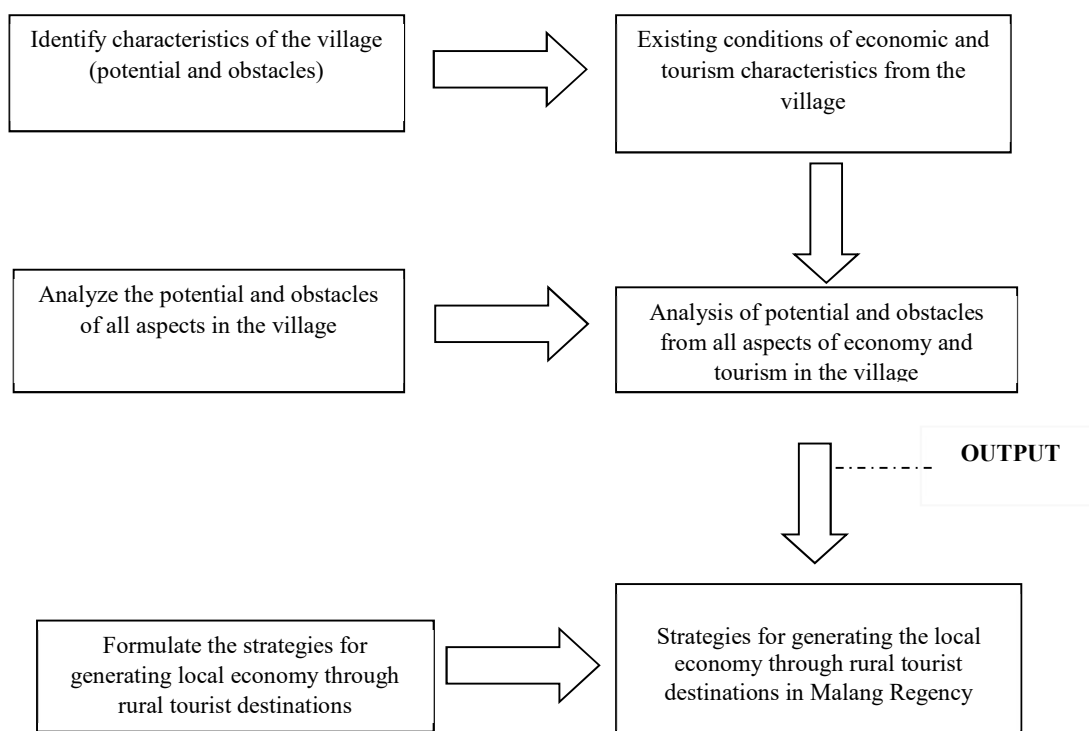 Identify characteristics of the village
(potential and obstacles)
Existing conditions of economic and
tourism characteristics from the
village
Analyze the potential and obstacles
of all aspects in the village
Analysis of potential and obstacles
from all aspects of economy and
tourism in the village
OUTPUT
Formulate the strategies for
generating local economy through
rural tourist destinations
Strategies for generating the local
economy through rural tourist
destinations in Malang Regency